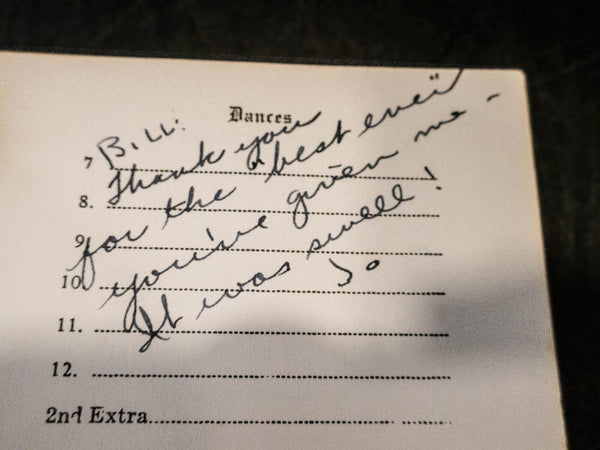 Dances
Bill:
7
Thank you
8.
for the "best ever"
9
you've given me -
10
It was swell!
Jo
11.
12.
2nd Extra